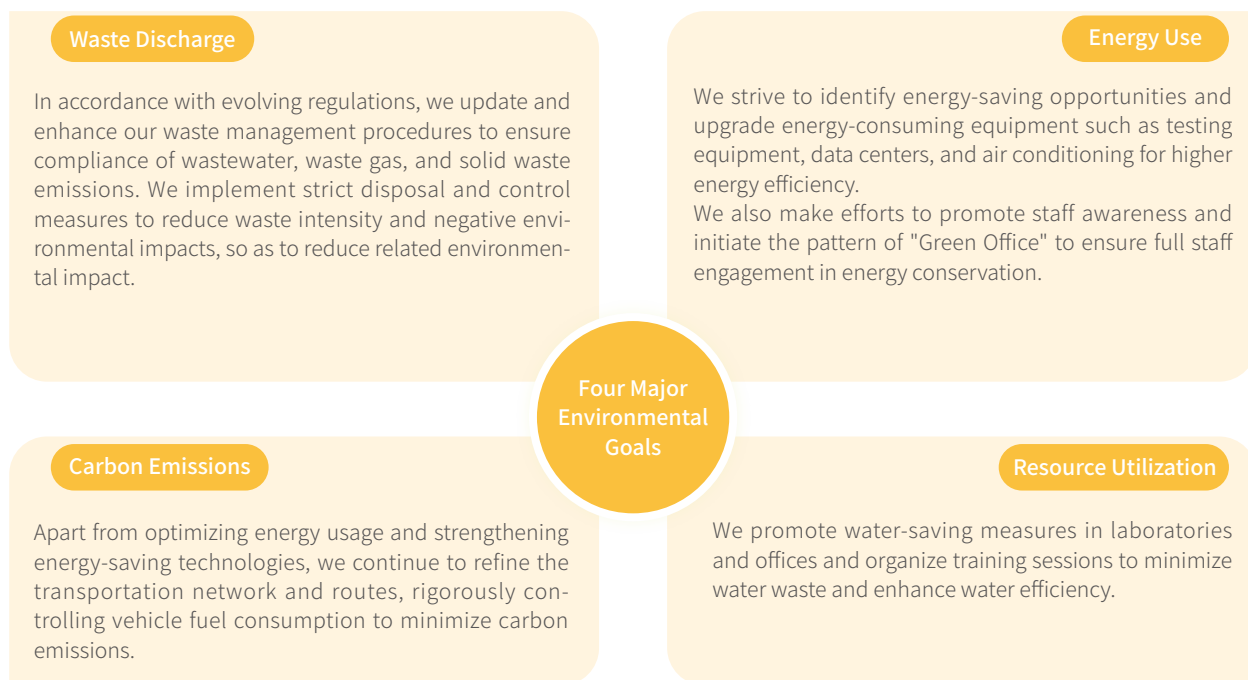 Waste Discharge
In accordance with evolving regulations, we update and
enhance our waste management procedures to ensure
compliance of wastewater, waste gas, and solid waste
emissions. We implement strict disposal and control
measures to reduce waste intensity and negative envi-
ronmental impacts, so as to reduce related environmen-
tal impact.
Energy Use
We strive to identify energy-saving opportunities and
upgrade energy-consuming equipment such as testing
equipment, data centers, and air conditioning for higher
energy efficiency.
We also make efforts to promote staff awareness and
initiate the pattern of "Green Office" to ensure full staff
engagement in energy conservation.
Four Major
Environmental
Goals
Carbon Emissions
Apart from optimizing energy usage and strengthening
energy-saving technologies, we continue to refine the
transportation network and routes, rigorously con-
trolling vehicle fuel consumption to minimize carbon
emissions.
Resource Utilization
We promote water-saving measures in laboratories
and offices and organize training sessions to minimize
water waste and enhance water efficiency.